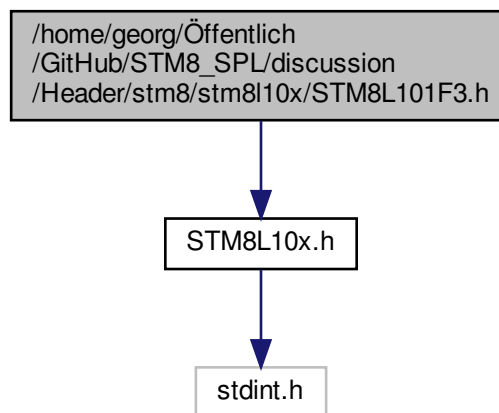 /home/georg/Öffentlich
/GitHub/STM8_SPL/discussion
/Header/stm8/stm8l10x/STM8L101F3.h
STM8L10x.h
stdint.h